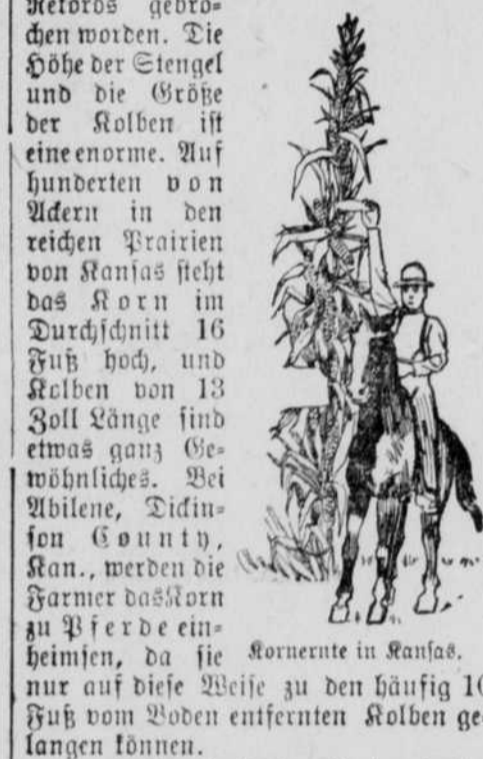 Rekords gebro-
chen worden. Die
Höhe der Stengel
und die Größe
der Kolben ist
eine enorme. Auf
hunderten von
Ackern in den
reichen Prairien
von Kansas steht
das Korn im
Durchschnitt 16
Fuß hoch, und
Kolben von 13
Zoll Länge sind
etwas ganz Ge-
wöhnliches. Bei
Abilene, Dickin-
son County,
Kan., werden die
Farmer das Korn
zu Pferde ein-
heimsen, da sie
Kornernte in Kansas.
nur auf diese Weise zu den häufig 10
Fuß vom Boden entfernten Kolben ge-
langen können.